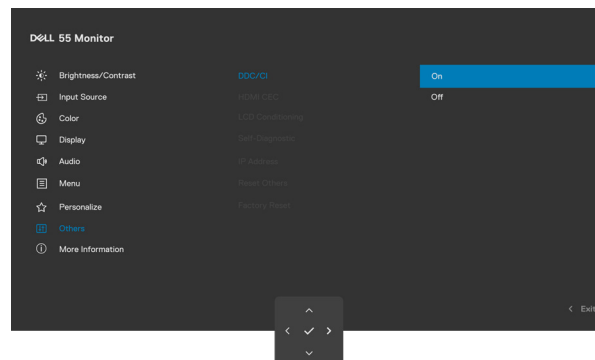 DELL 55 Monitor
Brightness/Contrast
DDC/CI
On
Input Source
HDMI CEC
Off
Color
LCD Conditioning
Display
Self-Diagnostic
Audio
IP Address
Menu
Reset Others
Personalize
Factory Reset
Others
More Information
Exit